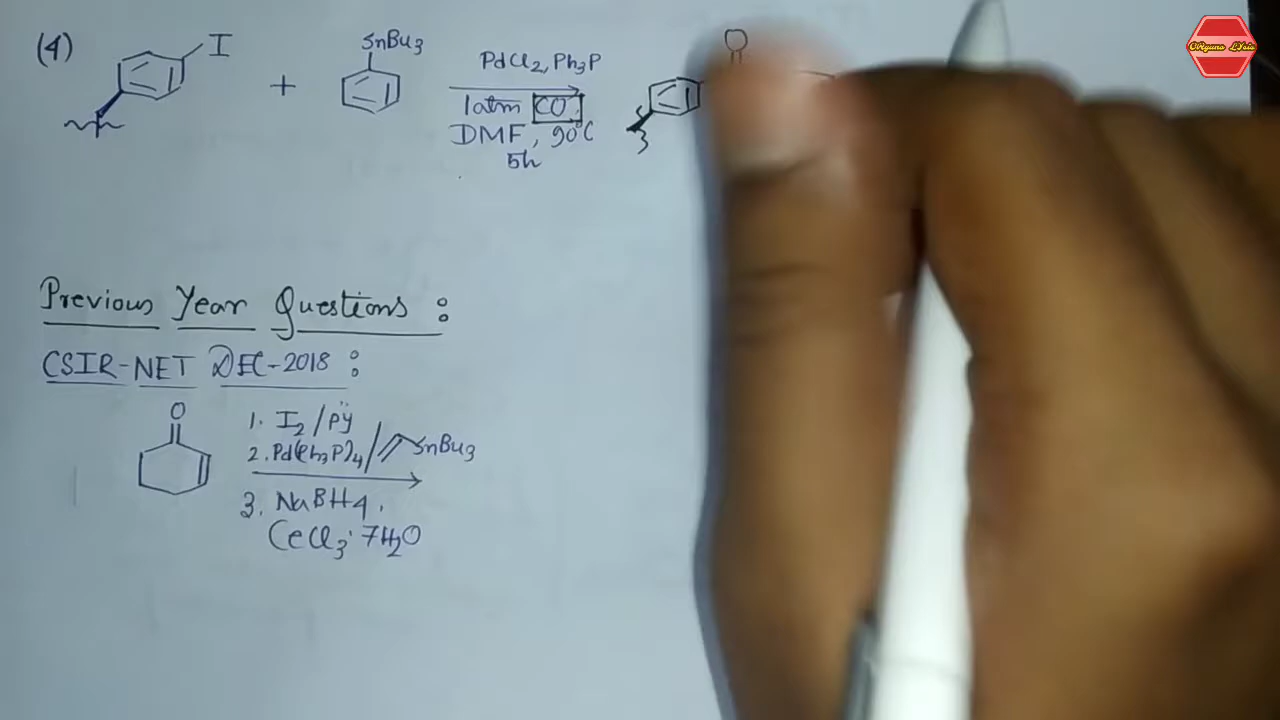 (4) I SnBu3 PdCl2, Ph3P O
+ 1atm CO
DMF, 90°C
5h
Previous Year Questions :
CSIR-NET DEC-2018 :
O 1. I2/Py
2. Pd(Ph3P)4/ SnBu3
3. NaBH4,
CeCl3·7H2O